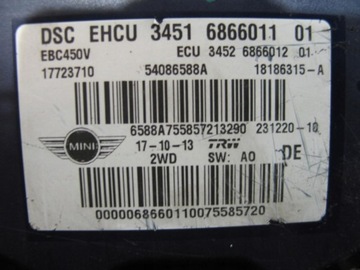 DSC EHCU 3451 6866011 01
EBC450V ECU 3452 6866012 01
17723710 54086588A 18186315-A
6588A755857213290 231220-10
MINI 17-10-13 TRW DE
2WD SW: A0
0000068660110075585720